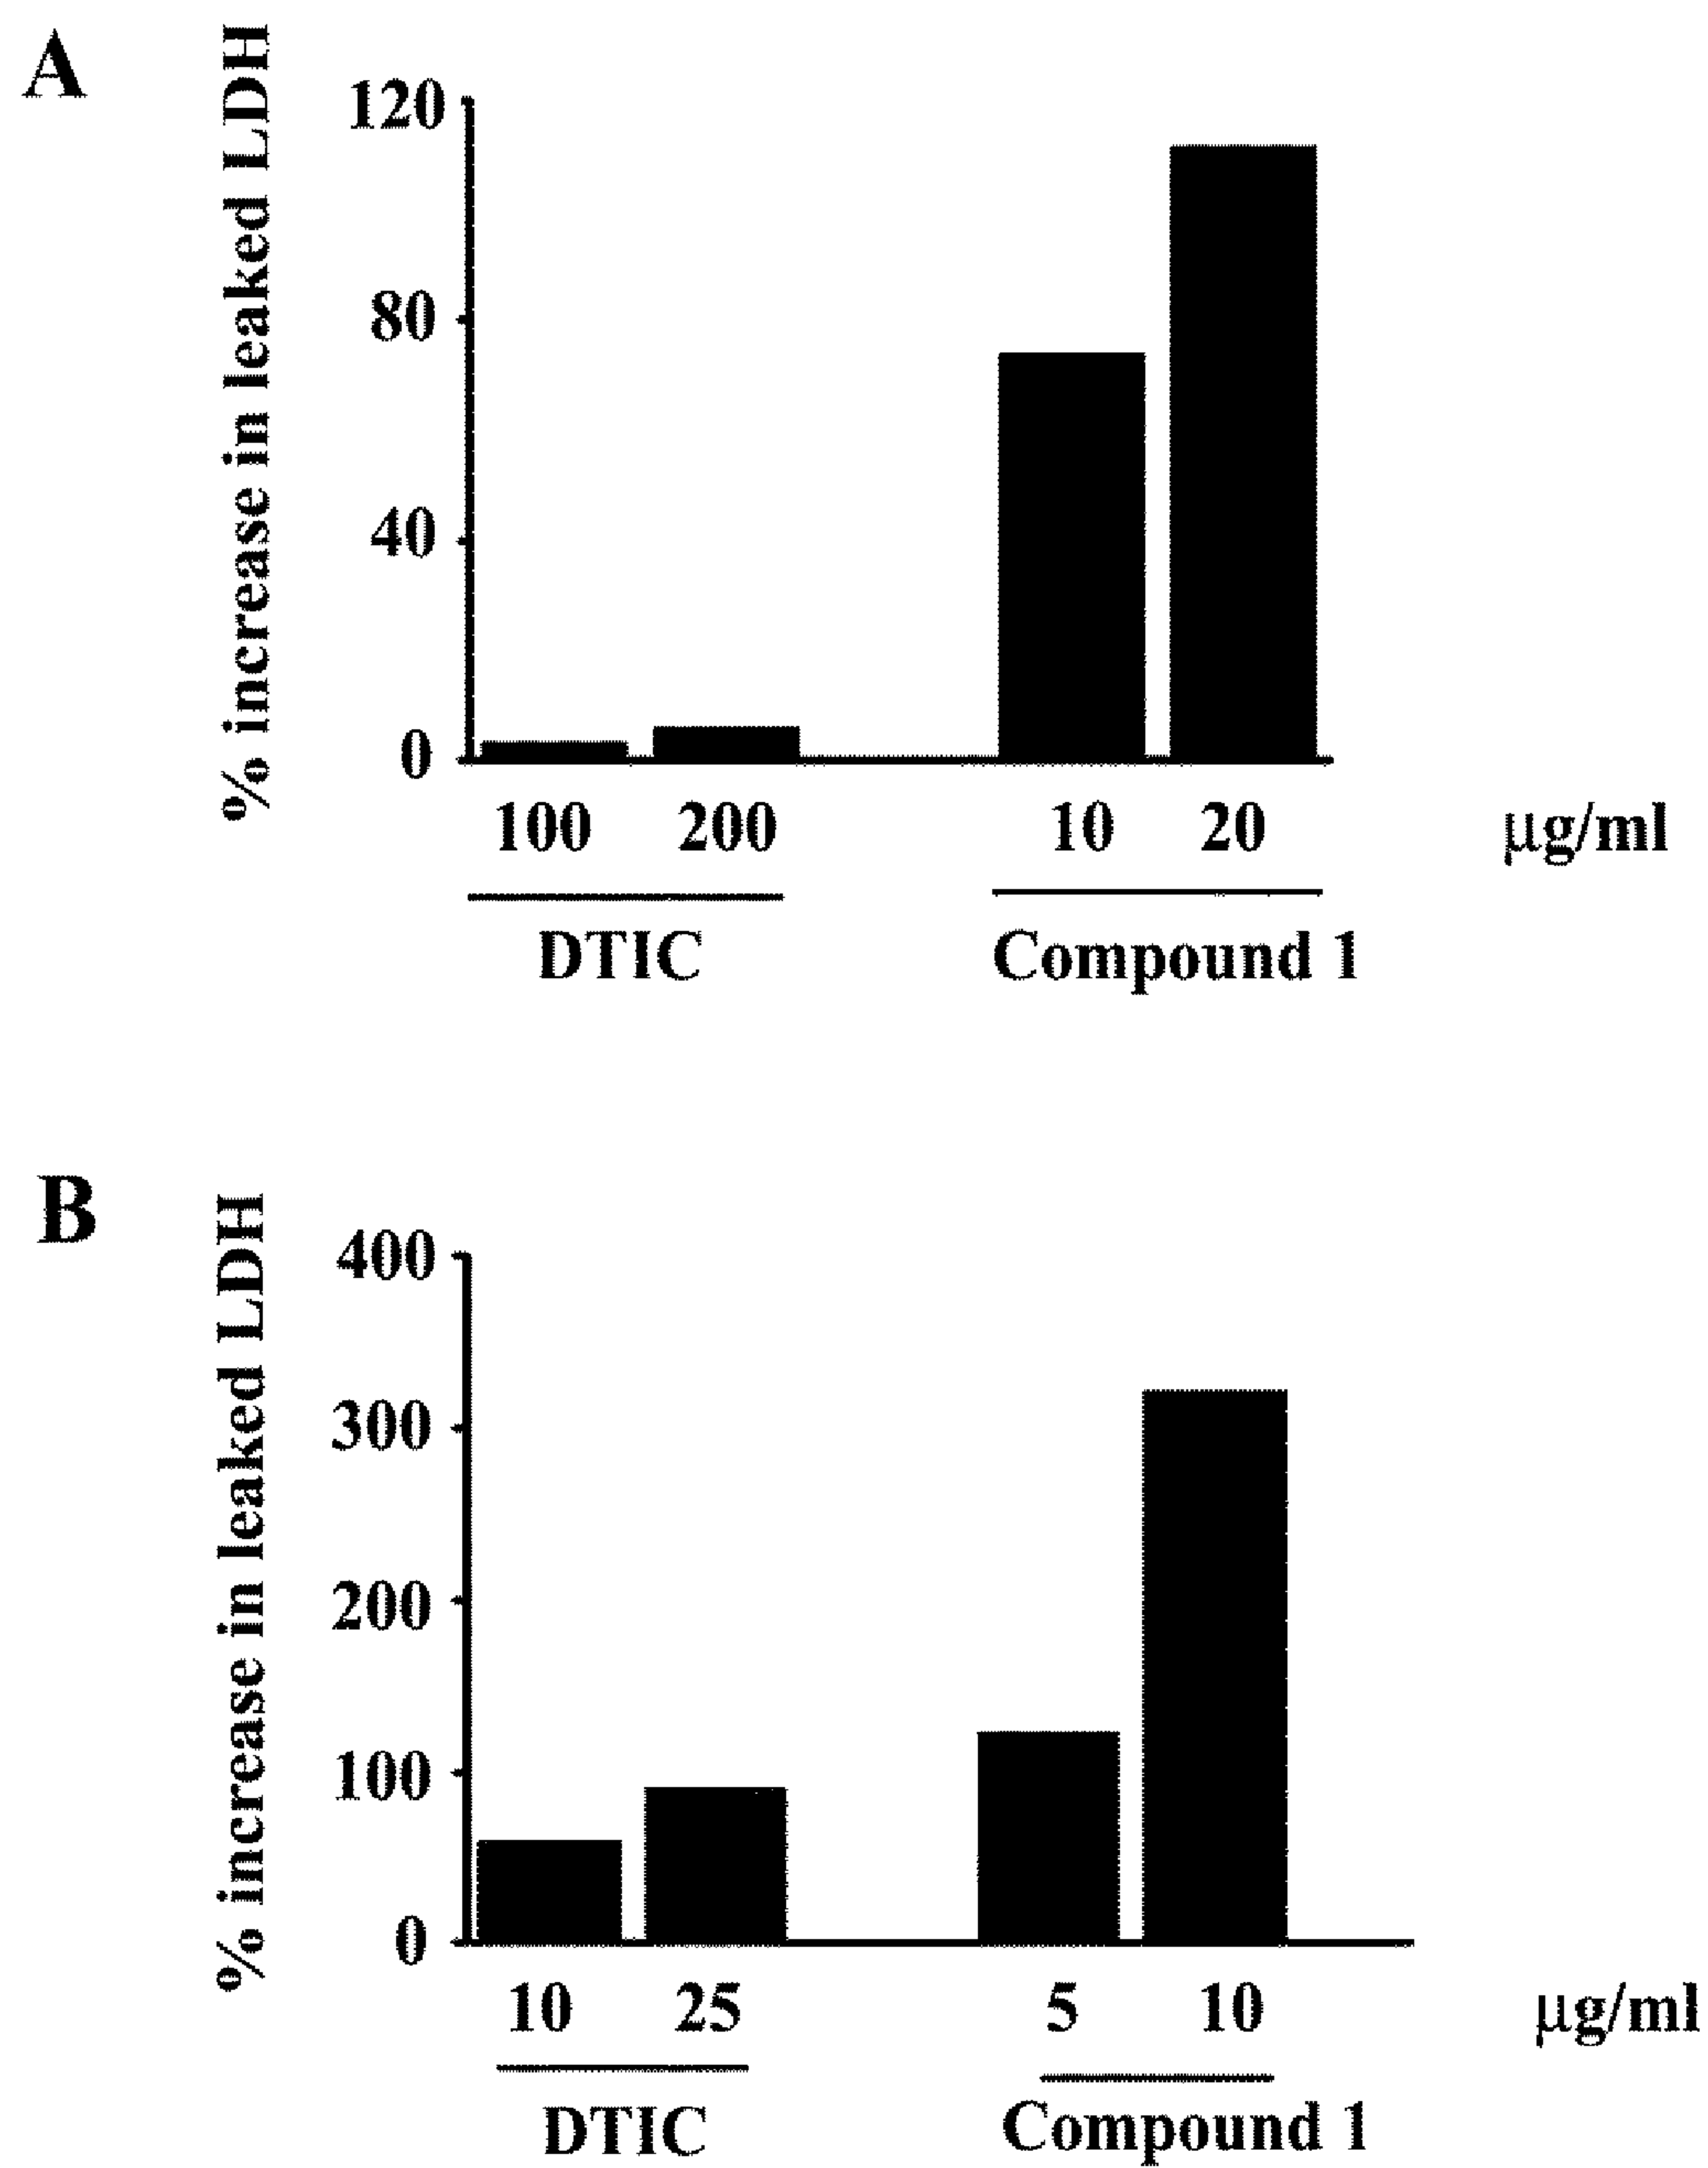 A
% increase in leaked LDH
120
80
40
0
100 200 10 20 μg/ml
DTIC Compound 1
B
% increase in leaked LDH
400
300
200
100
0
10 25 5 10 μg/ml
DTIC Compound 1